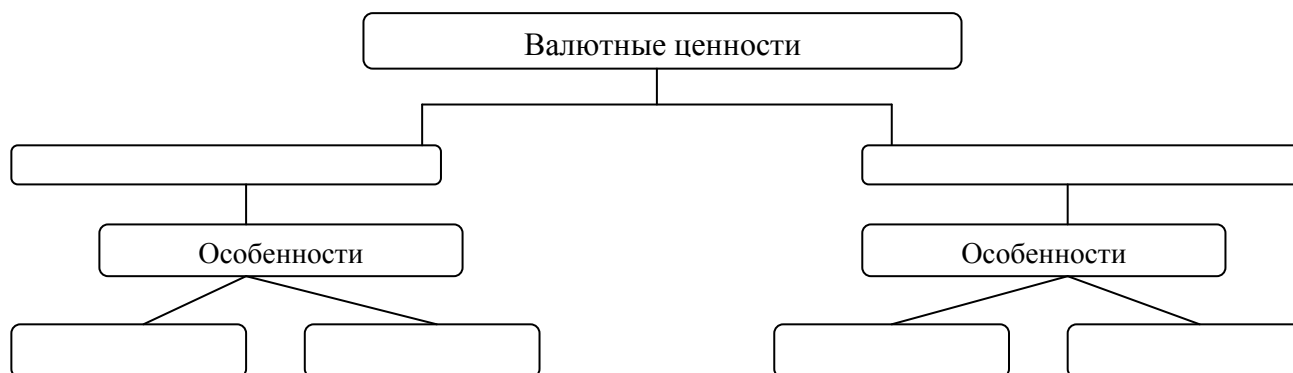 Валютные ценности
Особенности
Особенности